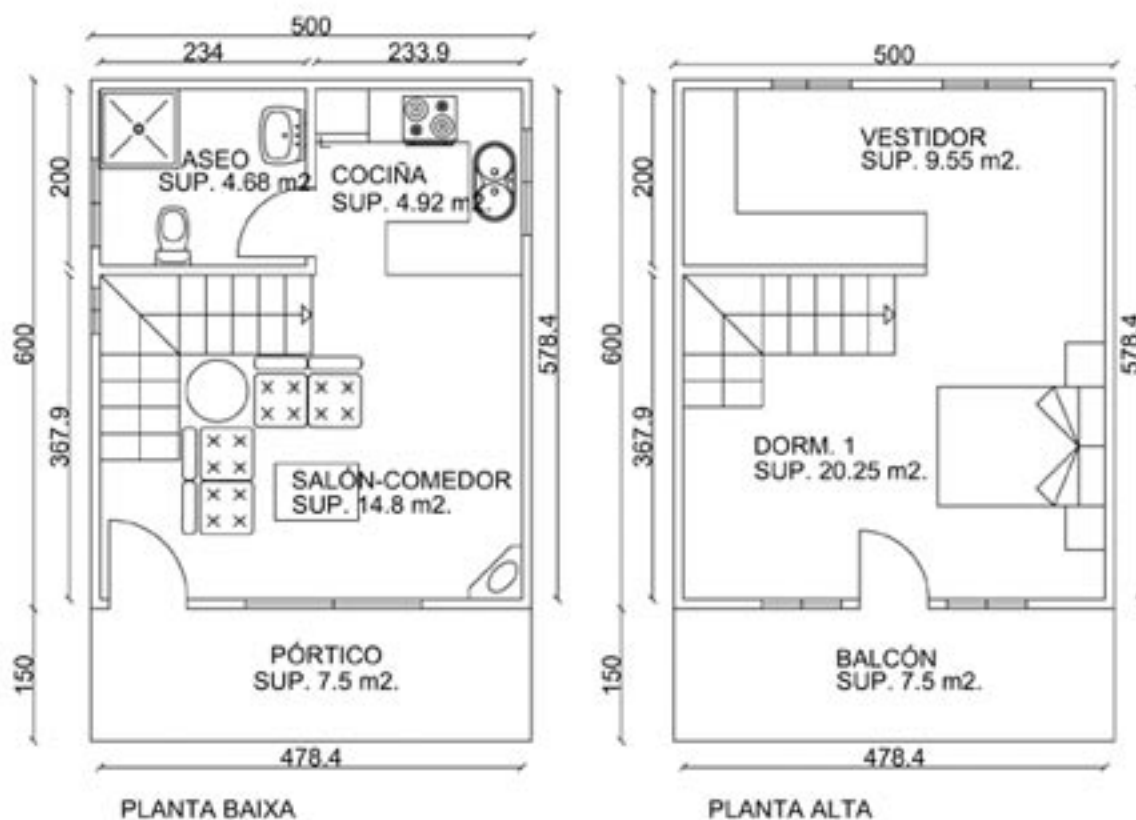 500
234
233.9
200
ASEO
SUP. 4.68 m2.
COCIÑA
SUP. 4.92 m2.
600
578.4
367.9
SALÓN-COMEDOR
SUP. 14.8 m2.
150
PÓRTICO
SUP. 7.5 m2.
478.4
PLANTA BAIXA
500
200
VESTIDOR
SUP. 9.55 m2.
600
578.4
367.9
DORM. 1
SUP. 20.25 m2.
150
BALCÓN
SUP. 7.5 m2.
478.4
PLANTA ALTA